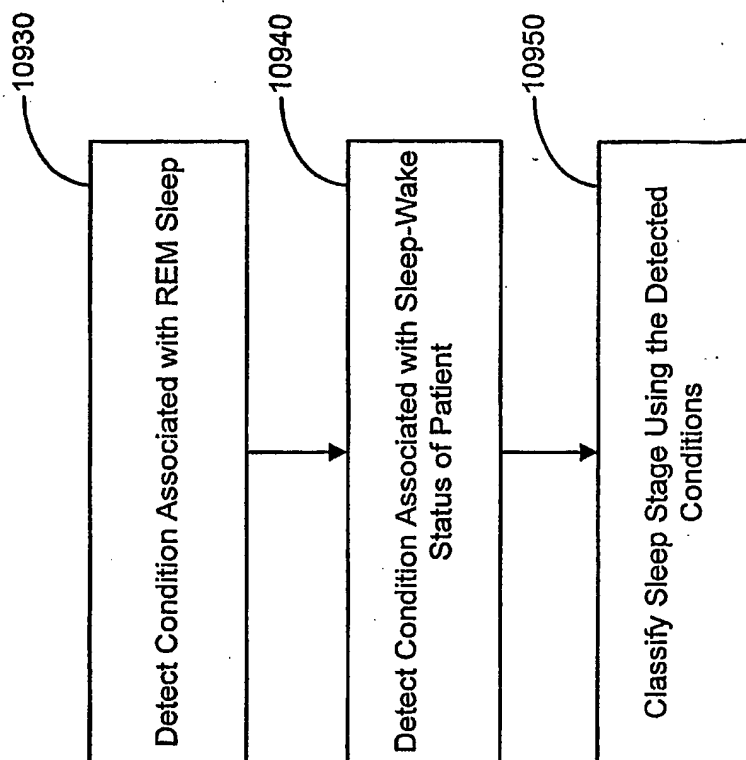 10930
Detect Condition Associated with REM Sleep
10940
Detect Condition Associated with Sleep-Wake
Status of Patient
10950
Classify Sleep Stage Using the Detected
Conditions